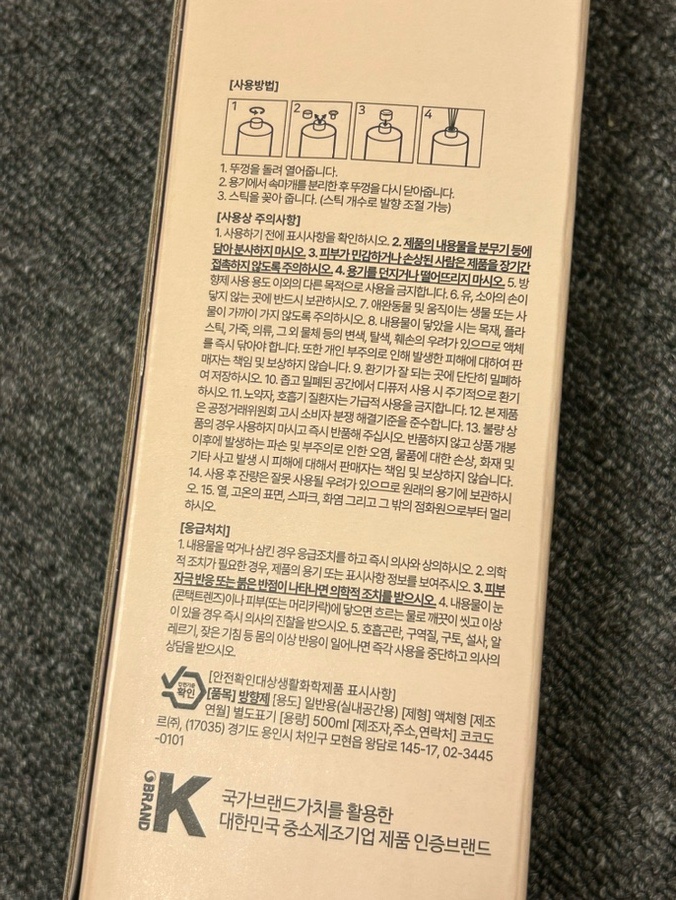 [사용방법]
1 2 3 4
1. 뚜껑을 돌려 열어줍니다.
2. 용기에서 속마개를 분리한 후 뚜껑을 다시 닫아줍니다.
3. 스틱을 꽂아 줍니다. (스틱 개수로 발향 조절 가능)
[사용상 주의사항]
1. 사용하기 전에 표시사항을 확인하십시오. 2. 제품의 내용물을 분무기 등에
담아 분사하지 마시오. 3. 피부가 민감하거나 손상된 사람은 제품을 장기간
접촉하지 않도록 주의하시오. 4. 용기를 던지거나 떨어뜨리지 마시오. 5. 방
향제 사용 용도 이외의 다른 목적으로 사용을 금지합니다. 6. 유, 소아의 손이
닿지 않는 곳에 반드시 보관하시오. 7. 애완동물 및 움직이는 생물 또는 사
물이 가까이 가지 않도록 주의하시오. 8. 내용물이 닿았을 시는 목재, 플라
스틱, 가죽, 의류, 그 외 물체 등의 변색, 탈색, 훼손의 우려가 있으므로 액체
를 즉시 닦아야 합니다. 또한 개인 부주의로 인해 발생한 피해에 대하여 판
매자는 책임 및 보상하지 않습니다. 9. 환기가 잘 되는 곳에 단단히 밀폐하
여 저장하시오. 10. 좁고 밀폐된 공간에서 디퓨저 사용 시 주기적으로 환기
하시오. 11. 노약자, 호흡기 질환자는 가급적 사용을 금지합니다. 12. 본 제품
은 공정거래위원회 고시 소비자 분쟁 해결기준을 준수합니다. 13. 불량 상
품의 경우 사용하지 마시고 즉시 반품해 주십시오. 반품하지 않고 상품 개봉
이후에 발생하는 파손 및 부주의로 인한 오염, 물품에 대한 손상, 화재 및
기타 사고 발생 시 피해에 대해서 판매자는 책임 및 보상하지 않습니다.
14. 사용 후 잔량은 잘못 사용될 우려가 있으므로 원래의 용기에 보관하시
오. 15. 열, 고온의 표면, 스파크, 화염 그리고 그 밖의 점화원으로부터 멀리
하시오.
[응급처치]
1. 내용물을 먹거나 삼킨 경우 응급조치를 하고 즉시 의사와 상의하시오. 2. 의학
적 조치가 필요한 경우, 제품의 용기 또는 표시사항 정보를 보여주시오. 3. 피부
자극 반응 또는 붉은 반점이 나타나면 의학적 조치를 받으시오. 4. 내용물이 눈
(콘택트렌즈)이나 피부(또는 머리카락)에 닿으면 흐르는 물로 깨끗이 씻고 이상
이 있을 경우 즉시 의사의 진찰을 받으시오. 5. 호흡곤란, 구역질, 구토, 설사, 알
레르기, 잦은 기침 등 몸의 이상 반응이 일어나면 즉각 사용을 중단하고 의사의
상담을 받으시오.
안전기준
확인
[안전확인대상생활화학제품 표시사항]
[품목] 방향제 [용도] 일반용(실내공간용) [제형] 액체형 [제조
연월] 별도표기 [용량] 500ml [제조자,주소,연락처] 코코도
르(주), (17035) 경기도 용인시 처인구 모현읍 왕담로 145-17, 02-3445
-0101
BRAND K
국가브랜드가치를 활용한
대한민국 중소제조기업 제품 인증브랜드